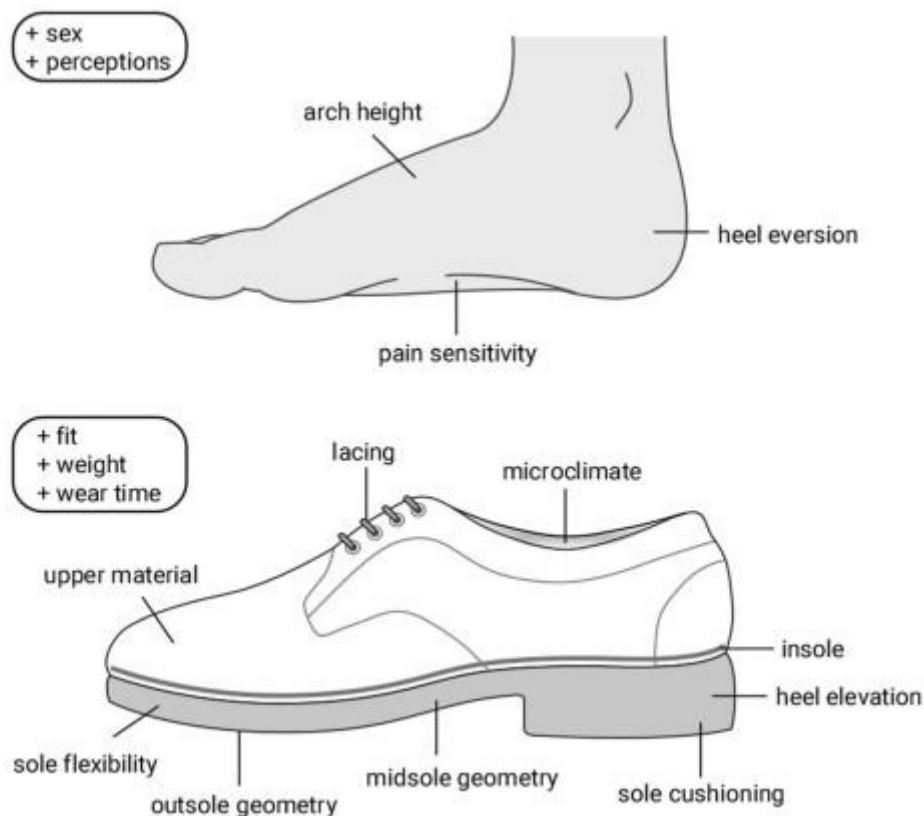 + sex
+ perceptions
arch height
heel eversion
pain sensitivity
+ fit
+ weight
+ wear time
lacing
microclimate
upper material
insole
heel elevation
sole flexibility
midsole geometry
sole cushioning
outsole geometry